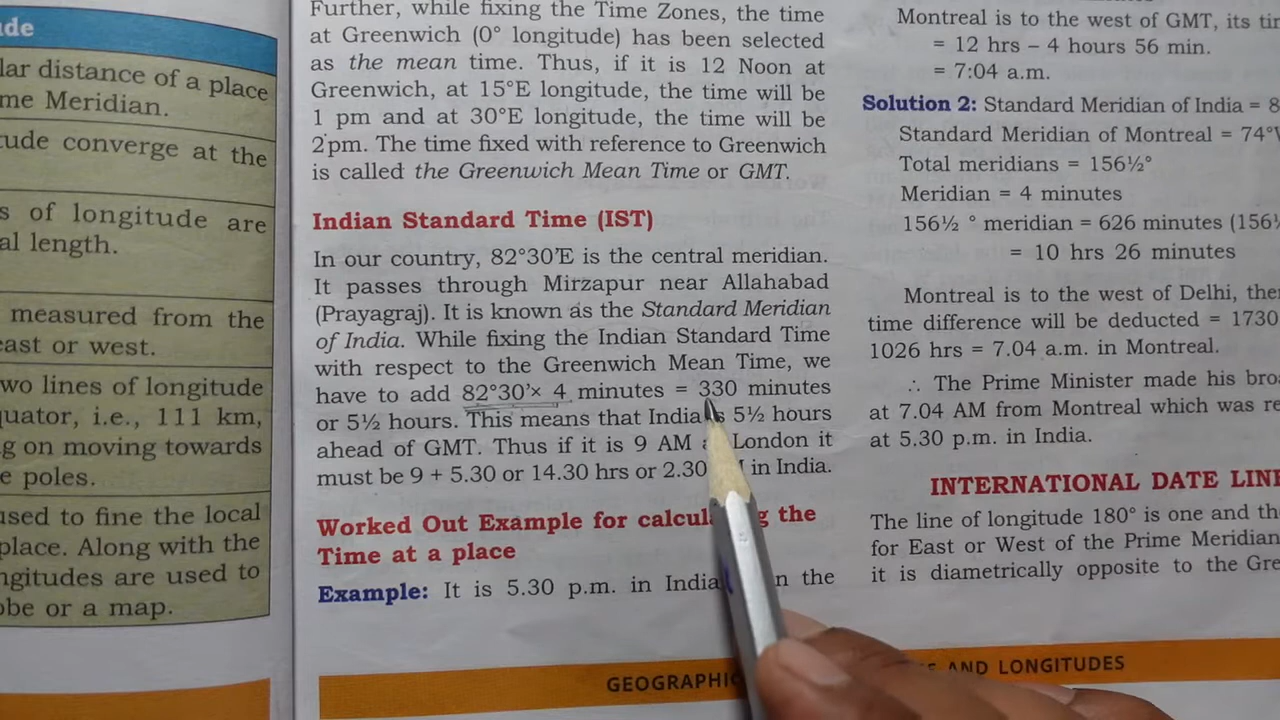 de
lar distance of a place
me Meridian.
tude converge at the
s of longitude are
al length.
measured from the
east or west.
wo lines of longitude
quator, i.e., 111 km,
g on moving towards
e poles.
used to fine the local
place. Along with the
ngitudes are used to
obe or a map.
Further, while fixing the Time Zones, the time
at Greenwich (0° longitude) has been selected
as the mean time. Thus, if it is 12 Noon at
Greenwich, at 15°E longitude, the time will be
1 pm and at 30°E longitude, the time will be
2 pm. The time fixed with reference to Greenwich
is called the Greenwich Mean Time or GMT.
Indian Standard Time (IST)
In our country, 82°30'E is the central meridian.
It passes through Mirzapur near Allahabad
(Prayagraj). It is known as the Standard Meridian
of India. While fixing the Indian Standard Time
with respect to the Greenwich Mean Time, we
have to add 82°30'× 4 minutes = 330 minutes
or 5½ hours. This means that India is 5½ hours
ahead of GMT. Thus if it is 9 AM London it
must be 9 + 5.30 or 14.30 hrs or 2.30 in India.
Worked Out Example for calculating the
Time at a place
Example: It is 5.30 p.m. in India the
GEOGRAPHIC AND LONGITUDES
Montreal is to the west of GMT, its
= 12 hrs – 4 hours 56 min.
= 7:04 a.m.
Solution 2: Standard Meridian of India = 8
Standard Meridian of Montreal = 74°
Total meridians = 156½°
Meridian = 4 minutes
156½ ° meridian = 626 minutes (156
= 10 hrs 26 minutes
Montreal is to the west of Delhi, the
time difference will be deducted = 1730
1026 hrs = 7.04 a.m. in Montreal.
∴ The Prime Minister made his bro
at 7.04 AM from Montreal which was re
at 5.30 p.m. in India.
INTERNATIONAL DATE LINE
The line of longitude 180° is one and th
for East or West of the Prime Meridian
it is diametrically opposite to the Gre